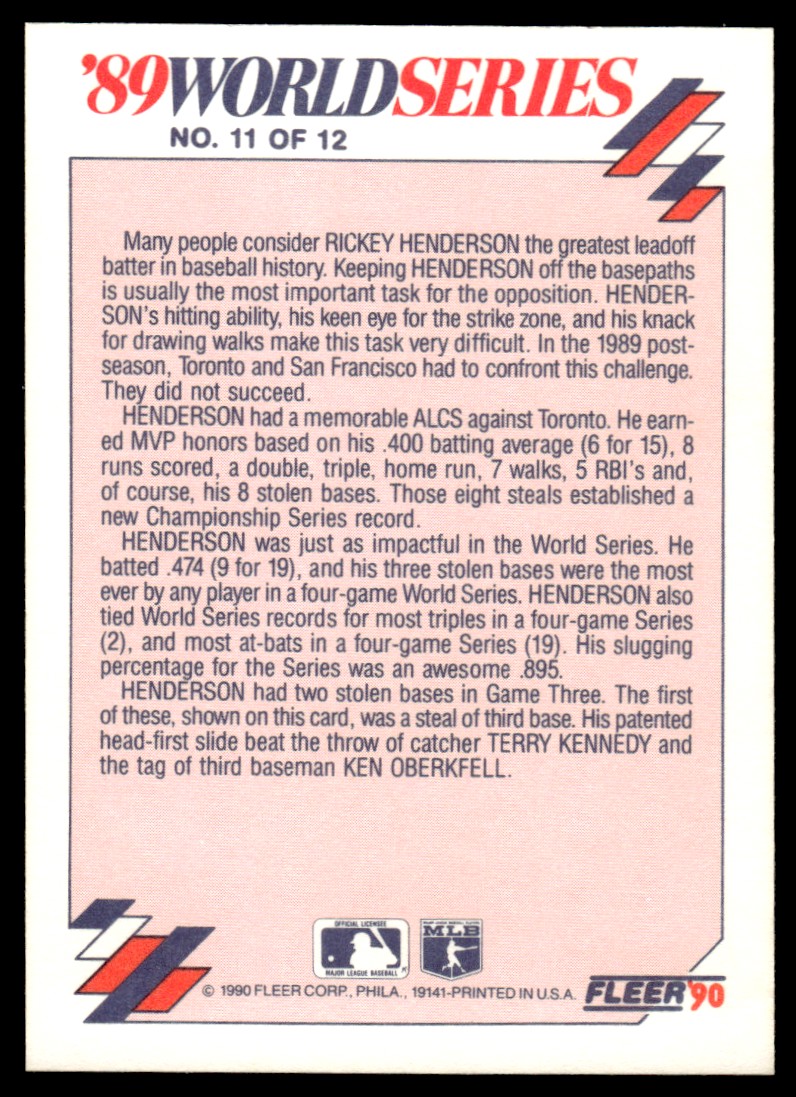 '89 WORLD SERIES
NO. 11 OF 12
Many people consider RICKEY HENDERSON the greatest leadoff
batter in baseball history. Keeping HENDERSON off the basepaths
is usually the most important task for the opposition. HENDER-
SON's hitting ability, his keen eye for the strike zone, and his knack
for drawing walks make this task very difficult. In the 1989 post-
season, Toronto and San Francisco had to confront this challenge.
They did not succeed.
HENDERSON had a memorable ALCS against Toronto. He earn-
ed MVP honors based on his .400 batting average (6 for 15), 8
runs scored, a double, triple, home run, 7 walks, 5 RBI's and,
of course, his 8 stolen bases. Those eight steals established a
new Championship Series record.
HENDERSON was just as impactful in the World Series. He
batted .474 (9 for 19), and his three stolen bases were the most
ever by any player in a four-game World Series. HENDERSON also
tied World Series records for most triples in a four-game Series
(2), and most at-bats in a four-game Series (19). His slugging
percentage for the Series was an awesome .895.
HENDERSON had two stolen bases in Game Three. The first
of these, shown on this card, was a steal of third base. His patented
head-first slide beat the throw of catcher TERRY KENNEDY and
the tag of third baseman KEN OBERKFELL.
OFFICIAL LICENSEE
MAJOR LEAGUE BASEBALL
MAJOR LEAGUE BASEBALL PLAYERS
MLB
© 1990 FLEER CORP., PHILA., 19141-PRINTED IN U.S.A.
FLEER '90